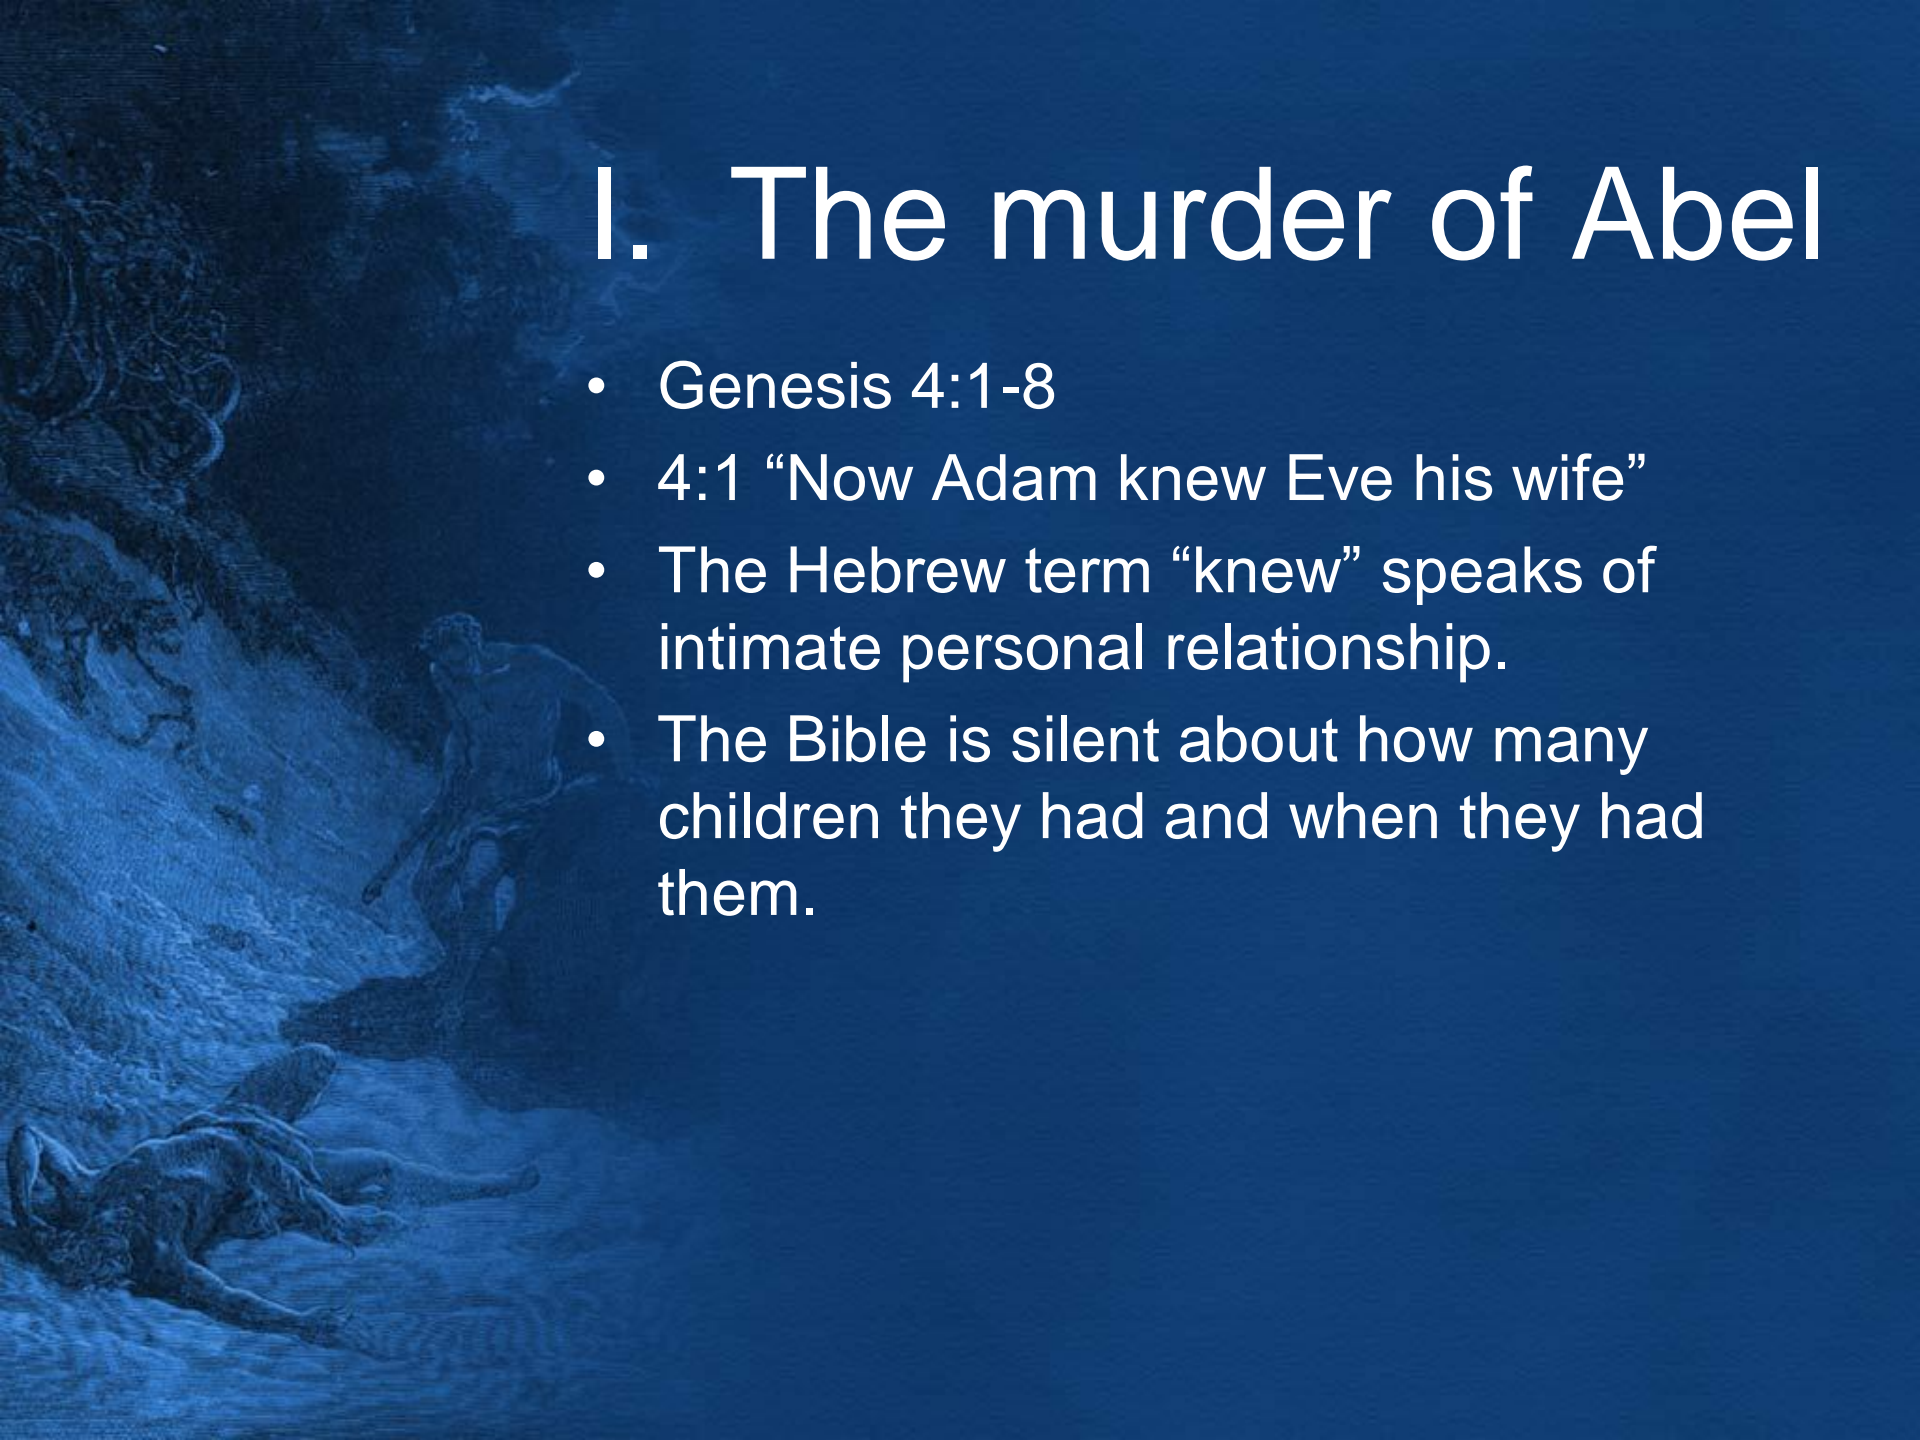 I. The murder of Abel
• Genesis 4:1-8
• 4:1 “Now Adam knew Eve his wife”
• The Hebrew term “knew” speaks of
intimate personal relationship.
• The Bible is silent about how many
children they had and when they had
them.